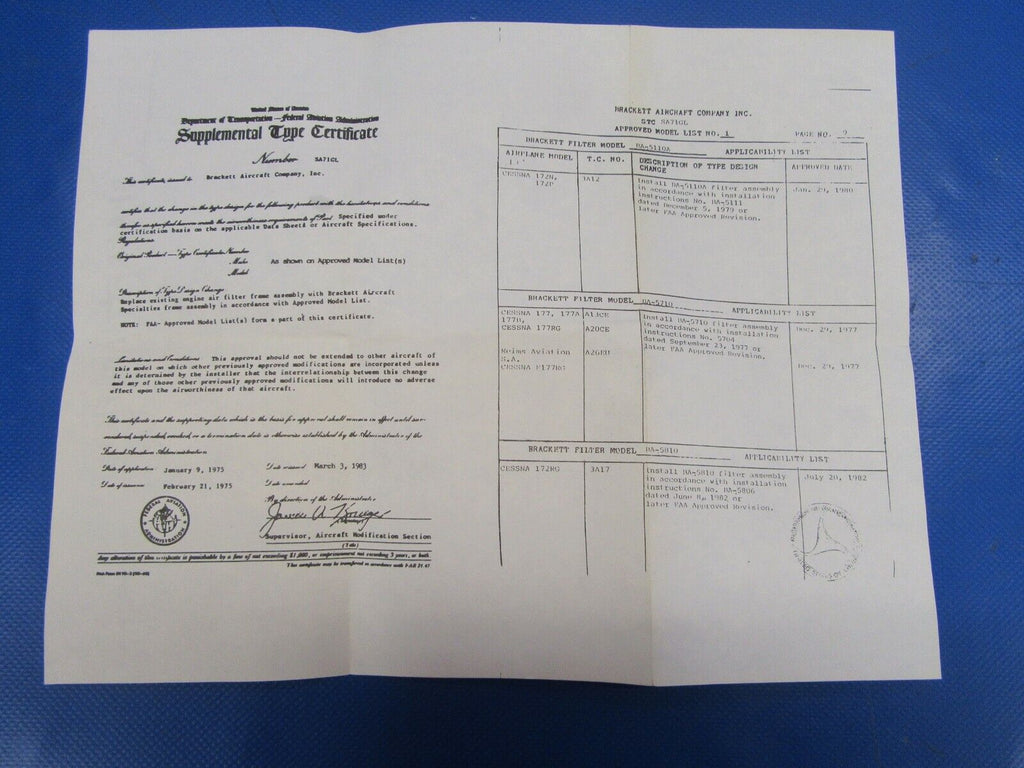 United States of America
Department of Transportation—Federal Aviation Administration
Supplemental Type Certificate
Number SA71GL
This certificate, issued to Brackett Aircraft Company, Inc.
certifies that the change in the type design for the following product with the limitations and conditions
therefor as specified hereon meets the airworthiness requirements of Part Specified under
certification basis on the applicable Data Sheets or Aircraft Specifications.
Regulations.
Original Product—Type Certificate Number
Make As shown on Approved Model List(s)
Model
Description of Type Design Change
Replace existing engine air filter frame assembly with Brackett Aircraft
Specialties frame assembly in accordance with Approved Model List.
NOTE: FAA- Approved Model List(s) form a part of this certificate.
Limitations and Conditions This approval should not be extended to other aircraft of
this model on which other previously approved modifications are incorporated unless
it is determined by the installer that the interrelationship between this change
and any of those other previously approved modifications will introduce no adverse
effect upon the airworthiness of that aircraft.
This certificate and the supporting data which is the basis for approval shall remain in effect until sur-
rendered, suspended, revoked, or a termination date is otherwise established by the Administrator of the
Federal Aviation Administration.
Date of application January 9, 1975 Date reissued March 3, 1983
Date of issuance February 21, 1975 Date amended
By direction of the Administrator
Supervisor, Aircraft Modification Section
(Title)
FEDERAL AVIATION ADMINISTRATION
Any alteration of this certificate is punishable by a fine of not exceeding $1,000, or imprisonment not exceeding 3 years, or both.
This certificate may be transferred in accordance with FAR 21.47.
BRACKETT AIRCRAFT COMPANY INC.
STC SA71GL
APPROVED MODEL LIST NO. 1 PAGE NO. 2
BRACKETT FILTER MODEL BA-5110A APPLICABILITY LIST
AIRPLANE MODEL T.C. NO. DESCRIPTION OF TYPE DESIGN APPROVED DATE
CHANGE
CESSNA 172N, 3A12 Install BA-5110A filter assembly Jan. 29, 1980
172P in accordance with installation
instructions No. BA-5111
dated December 5, 1979 or
later FAA Approved Revision.
BRACKETT FILTER MODEL BA-5710 APPLICABILITY LIST
CESSNA 177, 177A A13CE Install BA-5710 filter assembly Dec. 29, 1977
177B, in accordance with installation
CESSNA 177RG A20CE instructions No. 5704
dated September 23, 1977 or
Reims Aviation A26EU later FAA Approved Revision. Dec. 29, 1977
S.A.
CESSNA F177RG
BRACKETT FILTER MODEL BA-5810 APPLICABILITY LIST
CESSNA 172RG 3A17 Install BA-5810 filter assembly July 20, 1982
in accordance with installation
instructions No. BA-5806
dated June 8, 1982 or
later FAA Approved Revision.